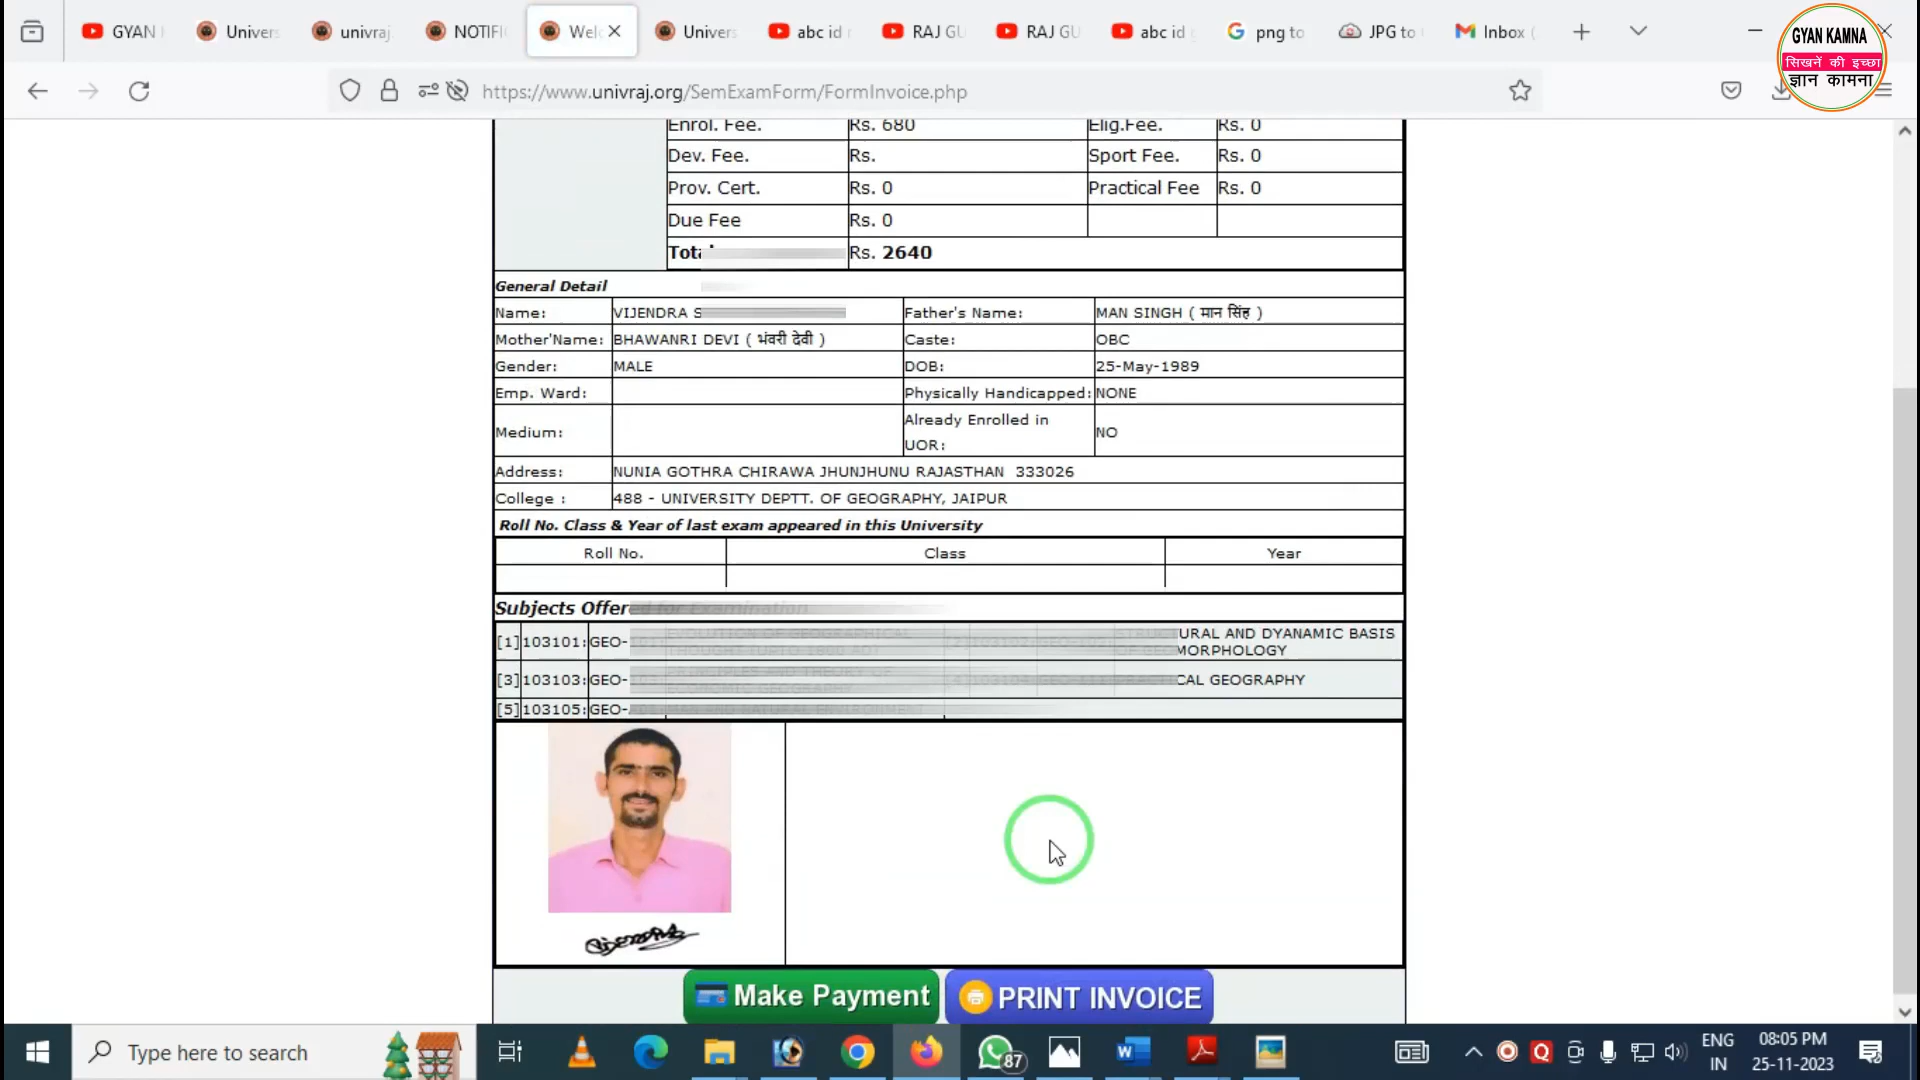 GYAN
Univer
univraj
NOTIFI
Wel
Univers
abc id
RAJ GU
RAJ GU
abc id
png to
JPG to
Inbox (
GYAN KAMNA
सिखनें की इच्छा
ज्ञान कामना
https://www.univraj.org/SemExamForm/FormInvoice.php
Enrol. Fee. Rs. 680 Elig.Fee. Rs. 0
Dev. Fee. Rs. Sport Fee. Rs. 0
Prov. Cert. Rs. 0 Practical Fee Rs. 0
Due Fee Rs. 0
Total Rs. 2640
General Detail
Name: VIJENDRA S Father's Name: MAN SINGH ( मान सिंह )
Mother'Name: BHAWANRI DEVI ( भंवरी देवी ) Caste: OBC
Gender: MALE DOB: 25-May-1989
Emp. Ward: Physically Handicapped: NONE
Medium: Already Enrolled in UOR: NO
Address: NUNIA GOTHRA CHIRAWA JHUNJHUNU RAJASTHAN 333026
College : 488 - UNIVERSITY DEPTT. OF GEOGRAPHY, JAIPUR
Roll No. Class & Year of last exam appeared in this University
Roll No. Class Year
Subjects Offered for Examination
[1] 103101: GEO- URAL AND DYANAMIC BASIS
MORPHOLOGY
[3] 103103: GEO- CAL GEOGRAPHY
[5] 103105: GEO-
Make Payment
PRINT INVOICE
Type here to search
87
ENG
IN
08:05 PM
25-11-2023